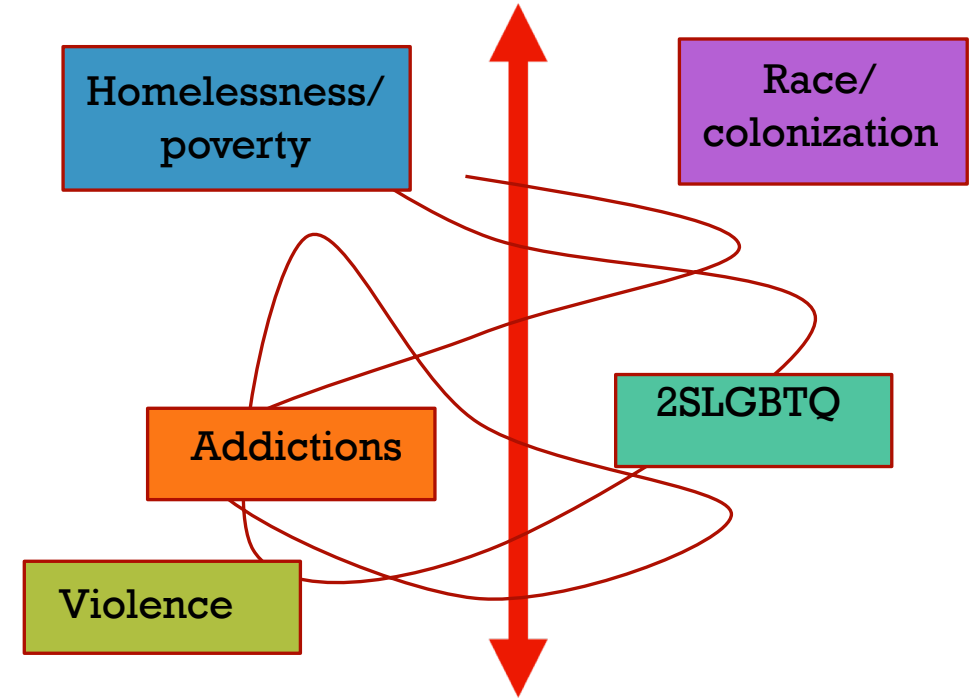 Homelessness/
poverty
Race/
colonization
2SLGBTQ
Addictions
Violence